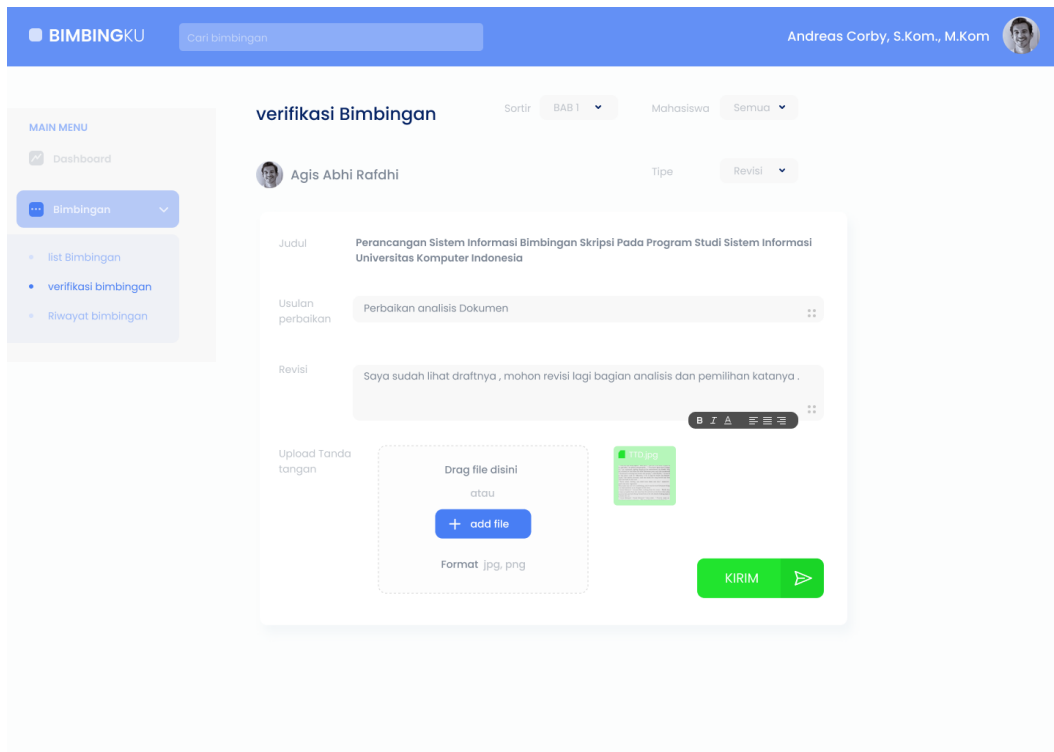 BIMBINGKU
Cari bimbingan
Andreas Corby, S.Kom., M.Kom
MAIN MENU
Dashboard
Bimbingan
list Bimbingan
verifikasi bimbingan
Riwayat bimbingan
verifikasi Bimbingan
Sortir
BAB 1
Mahasiswa
Semua
Agis Abhi Rafdhi
Tipe
Revisi
Judul
Perancangan Sistem Informasi Bimbingan Skripsi Pada Program Studi Sistem Informasi
Universitas Komputer Indonesia
Usulan
perbaikan
Perbaikan analisis Dokumen
Revisi
Saya sudah lihat draftnya , mohon revisi lagi bagian analisis dan pemilihan katanya .
B I A
Upload Tanda
tangan
Drag file disini
atau
+ add file
Format jpg, png
TTD.jpg
KIRIM